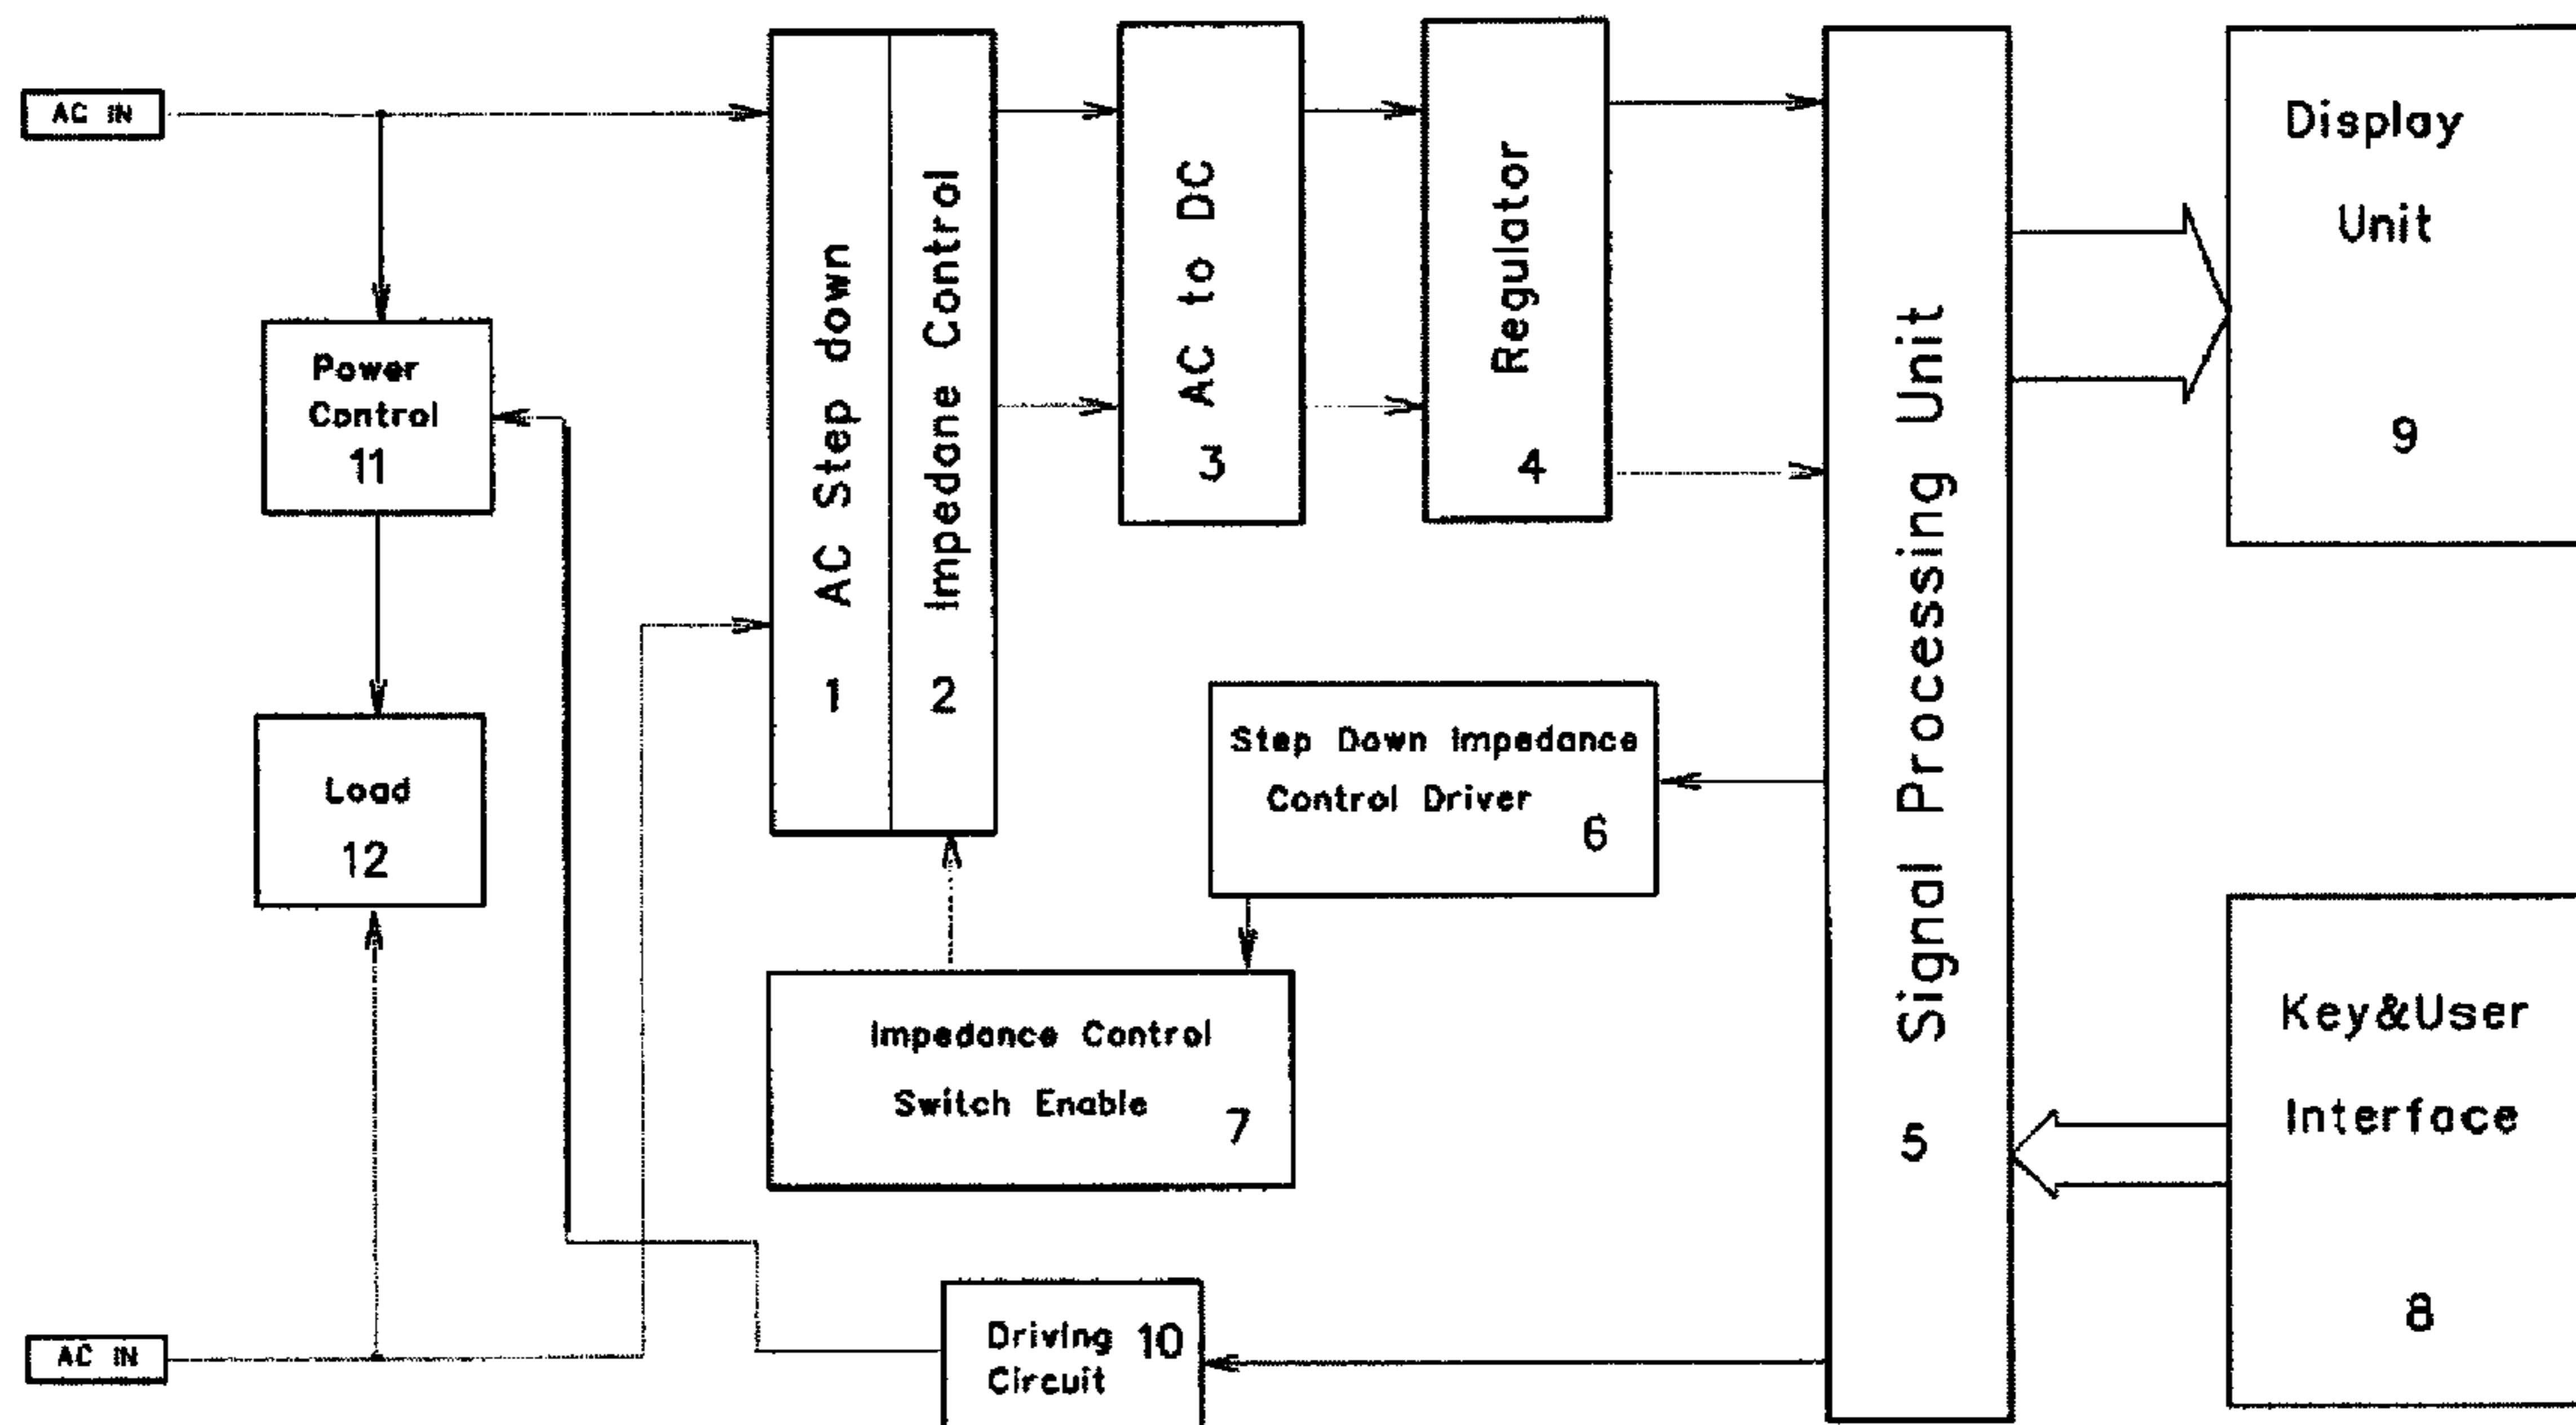 AC IN
Power
Control
11
Load
12
AC IN
1 AC Step down
2 Impedane Control
3 AC to DC
4 Regulator
5 Signal Processing Unit
Display
Unit
9
Step Down Impedance
Control Driver
6
Impedance Control
Switch Enable
7
Key&User
Interface
8
Driving 10
Circuit